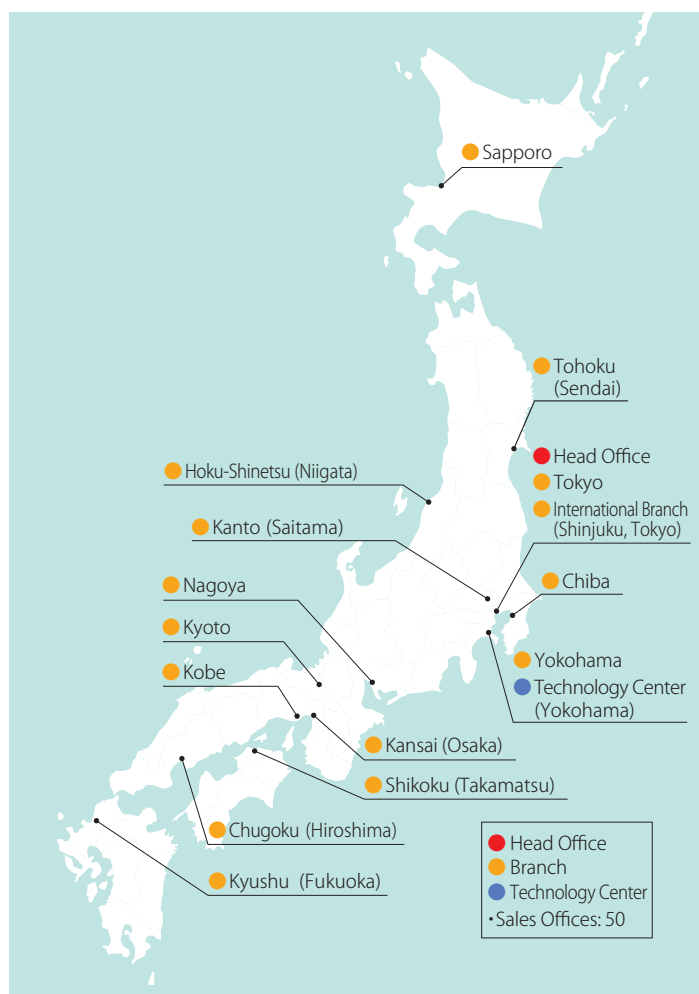 Sapporo
Tohoku
(Sendai)
Head Office
Tokyo
International Branch
(Shinjuku, Tokyo)
Hoku-Shinetsu (Niigata)
Kanto (Saitama)
Chiba
Nagoya
Kyoto
Kobe
Yokohama
Technology Center
(Yokohama)
Kansai (Osaka)
Shikoku (Takamatsu)
Chugoku (Hiroshima)
Kyushu (Fukuoka)
Head Office
Branch
Technology Center
・Sales Offices: 50